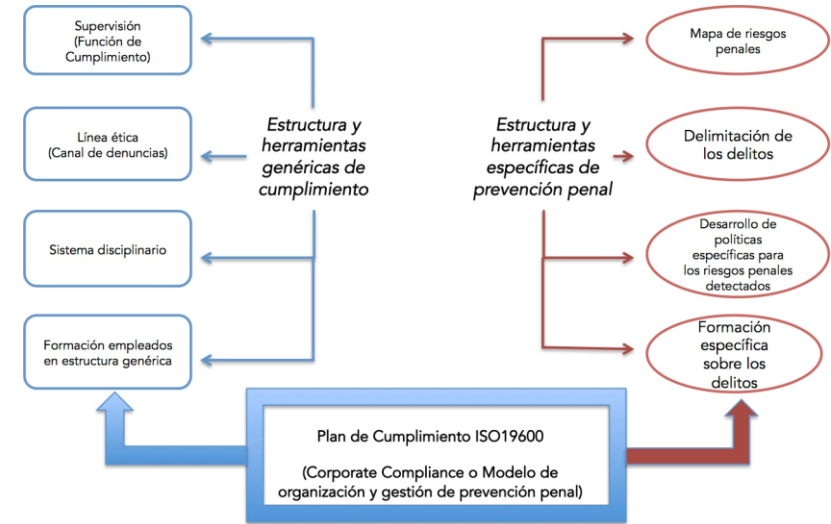 Supervisión
(Función de
Cumplimiento)
Línea ética
(Canal de denuncias)
Sistema disciplinario
Formación empleados
en estructura genérica
Estructura y
herramientas
genéricas de
cumplimiento
Estructura y
herramientas
específicas de
prevención penal
Mapa de riesgos
penales
Delimitación de
los delitos
Desarrollo de
políticas
específicas para
los riesgos penales
detectados
Formación
específica
sobre los
delitos
Plan de Cumplimiento ISO19600
(Corporate Compliance o Modelo de
organización y gestión de prevención penal)